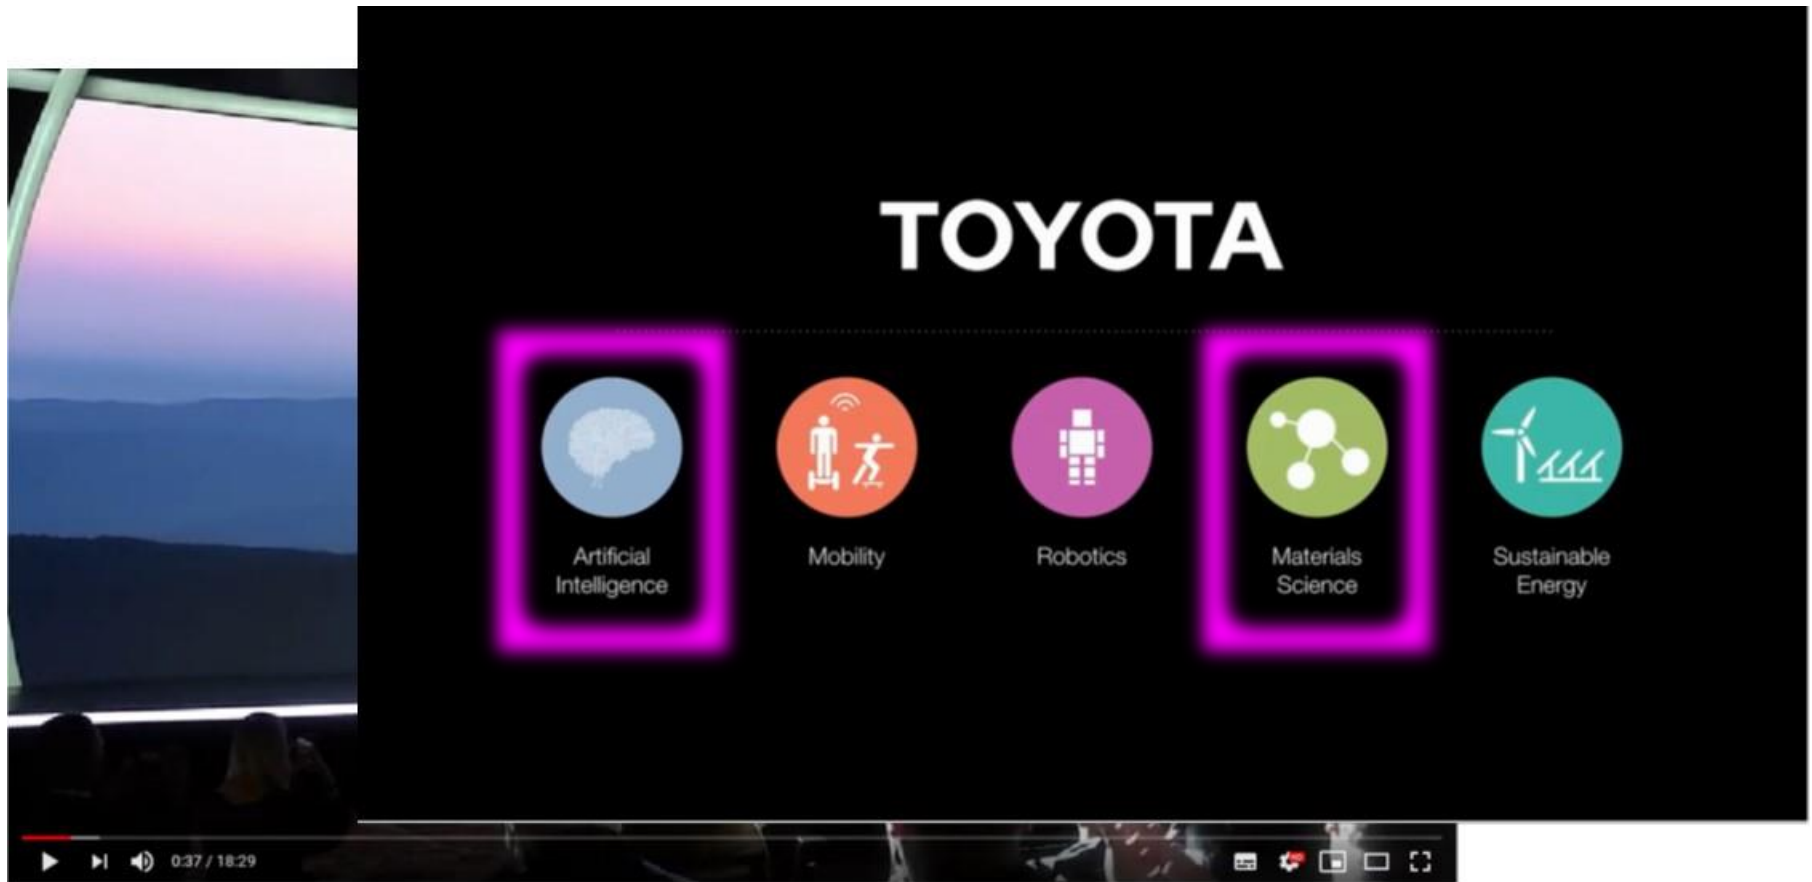 TOYOTA
Artificial
Intelligence
Mobility
Robotics
Materials
Science
Sustainable
Energy
0:37 / 18:29